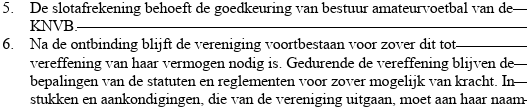 5. De slotafrekening behoeft de goedkeuring van bestuur amateurvoetbal van de
KNVB.
6. Na de ontbinding blijft de vereniging voortbestaan voor zover dit tot
vereffening van haar vermogen nodig is. Gedurende de vereffening blijven de
bepalingen van de statuten en reglementen voor zover mogelijk van kracht. In
stukken en aankondigingen, die van de vereniging uitgaan, moet aan haar naam